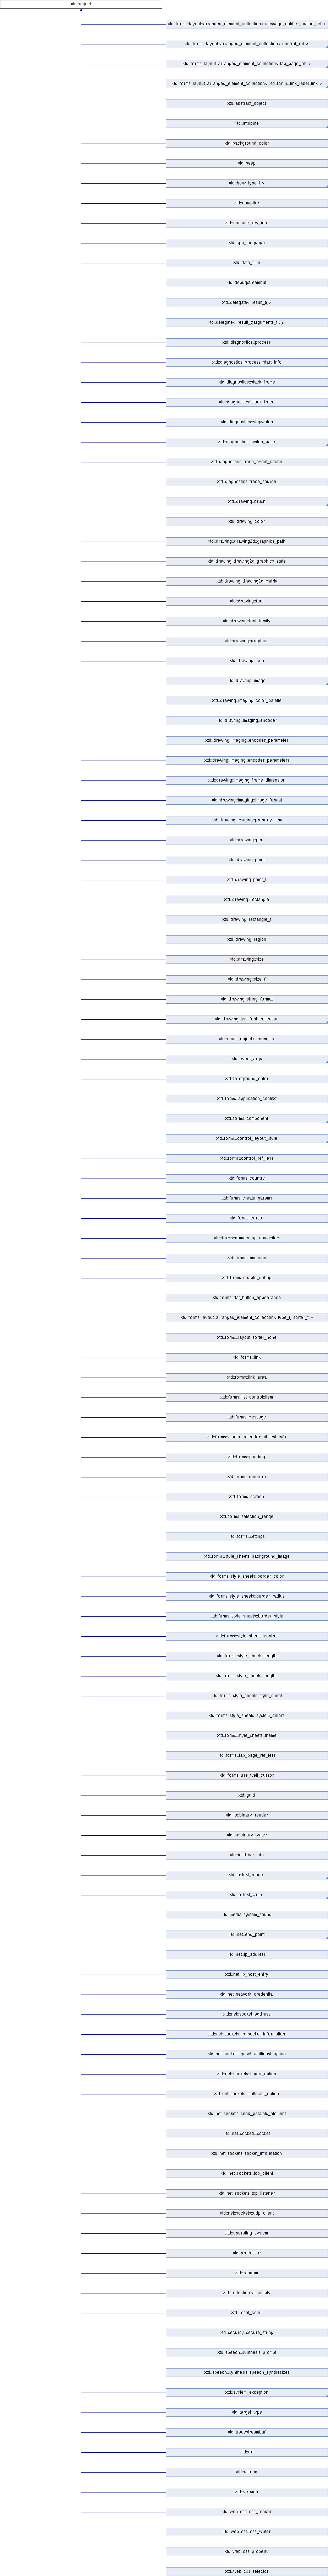 xtd::object
xtd::forms::layout::arranged_element_collection< message_notifier_button_ref >
xtd::forms::layout::arranged_element_collection< control_ref >
xtd::forms::layout::arranged_element_collection< tab_page_ref >
xtd::forms::layout::arranged_element_collection< xtd::forms::link_label::link >
xtd::abstract_object
xtd::attribute
xtd::background_color
xtd::beep
xtd::box< type_t >
xtd::compiler
xtd::console_key_info
xtd::cpp_language
xtd::date_time
xtd::debugstreambuf
xtd::delegate< result_t()>
xtd::delegate< result_t(arguments_t...)>
xtd::diagnostics::process
xtd::diagnostics::process_start_info
xtd::diagnostics::stack_frame
xtd::diagnostics::stack_trace
xtd::diagnostics::stopwatch
xtd::diagnostics::switch_base
xtd::diagnostics::trace_event_cache
xtd::diagnostics::trace_source
xtd::drawing::brush
xtd::drawing::color
xtd::drawing::drawing2d::graphics_path
xtd::drawing::drawing2d::graphics_state
xtd::drawing::drawing2d::matrix
xtd::drawing::font
xtd::drawing::font_family
xtd::drawing::graphics
xtd::drawing::icon
xtd::drawing::image
xtd::drawing::imaging::color_palette
xtd::drawing::imaging::encoder
xtd::drawing::imaging::encoder_parameter
xtd::drawing::imaging::encoder_parameters
xtd::drawing::imaging::frame_dimension
xtd::drawing::imaging::image_format
xtd::drawing::imaging::property_item
xtd::drawing::pen
xtd::drawing::point
xtd::drawing::point_f
xtd::drawing::rectangle
xtd::drawing::rectangle_f
xtd::drawing::region
xtd::drawing::size
xtd::drawing::size_f
xtd::drawing::string_format
xtd::drawing::text::font_collection
xtd::enum_object< enum_t >
xtd::event_args
xtd::foreground_color
xtd::forms::application_context
xtd::forms::component
xtd::forms::control_layout_style
xtd::forms::control_ref_less
xtd::forms::country
xtd::forms::create_params
xtd::forms::cursor
xtd::forms::domain_up_down::item
xtd::forms::emoticon
xtd::forms::enable_debug
xtd::forms::flat_button_appearance
xtd::forms::layout::arranged_element_collection< type_t, sorter_t >
xtd::forms::layout::sorter_none
xtd::forms::link
xtd::forms::link_area
xtd::forms::list_control::item
xtd::forms::message
xtd::forms::month_calendar::hit_test_info
xtd::forms::padding
xtd::forms::renderer
xtd::forms::screen
xtd::forms::selection_range
xtd::forms::settings
xtd::forms::style_sheets::background_image
xtd::forms::style_sheets::border_color
xtd::forms::style_sheets::border_radius
xtd::forms::style_sheets::border_style
xtd::forms::style_sheets::control
xtd::forms::style_sheets::length
xtd::forms::style_sheets::lengths
xtd::forms::style_sheets::style_sheet
xtd::forms::style_sheets::system_colors
xtd::forms::style_sheets::theme
xtd::forms::tab_page_ref_less
xtd::forms::use_wait_cursor
xtd::guid
xtd::io::binary_reader
xtd::io::binary_writer
xtd::io::drive_info
xtd::io::text_reader
xtd::io::text_writer
xtd::media::system_sound
xtd::net::end_point
xtd::net::ip_address
xtd::net::ip_host_entry
xtd::net::network_credential
xtd::net::socket_address
xtd::net::sockets::ip_packet_information
xtd::net::sockets::ip_v6_multicast_option
xtd::net::sockets::linger_option
xtd::net::sockets::multicast_option
xtd::net::sockets::send_packets_element
xtd::net::sockets::socket
xtd::net::sockets::socket_information
xtd::net::sockets::tcp_client
xtd::net::sockets::tcp_listener
xtd::net::sockets::udp_client
xtd::operating_system
xtd::processor
xtd::random
xtd::reflection::assembly
xtd::reset_color
xtd::security::secure_string
xtd::speech::synthesis::prompt
xtd::speech::synthesis::speech_synthesizer
xtd::system_exception
xtd::target_type
xtd::tracestreambuf
xtd::uri
xtd::ustring
xtd::version
xtd::web::css::css_reader
xtd::web::css::css_writer
xtd::web::css::property
xtd::web::css::selector